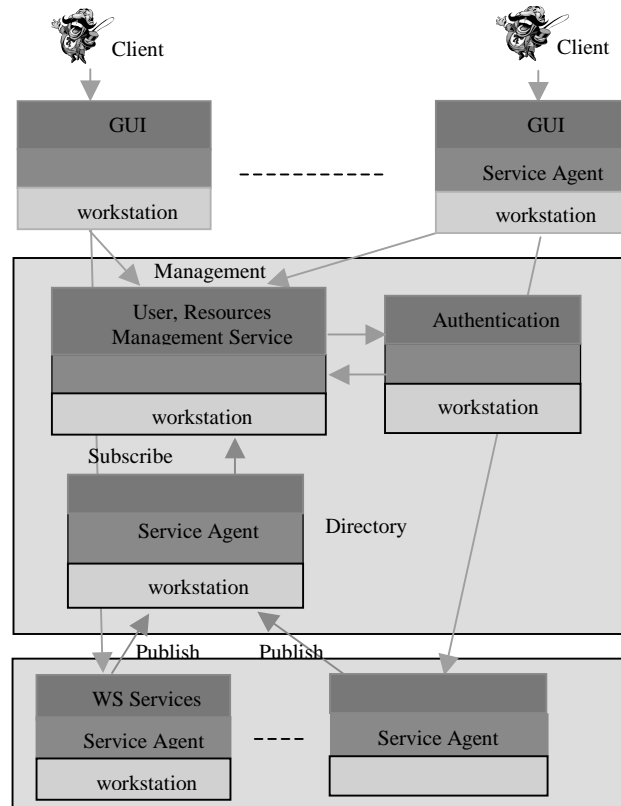 Client
Client
GUI
GUI
Service Agent
workstation
workstation
Management
User, Resources
Management Service
Authentication
workstation
workstation
Subscribe
Service Agent
Directory
workstation
Publish
Publish
WS Services
Service Agent
Service Agent
workstation